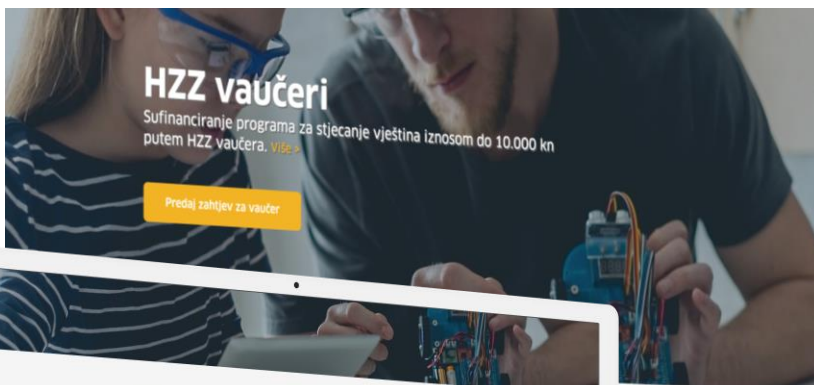 HZZ vaučeri
Sufinanciranje programa za stjecanje vještina iznosom do 10.000 kn
putem HZZ vaučera. Više >
Predaj zahtjev za vaučer